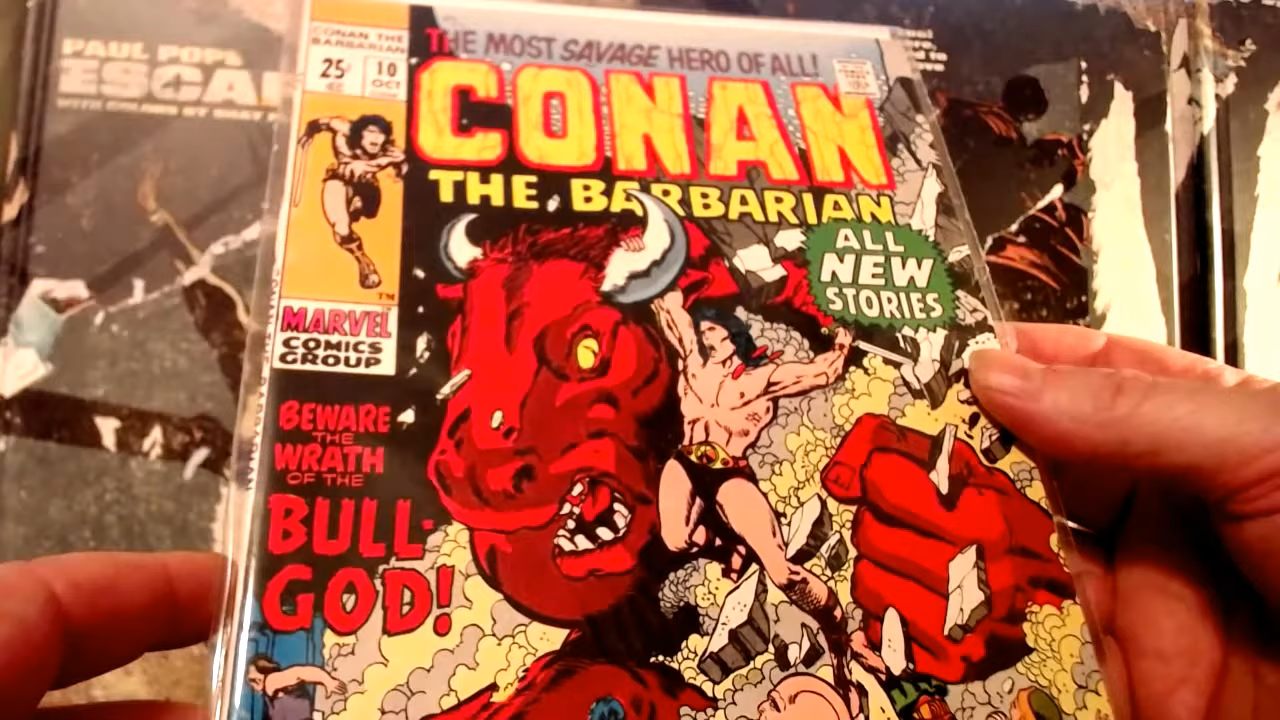 PAUL POPE
ESCA
CONAN THE
BARBARIAN
25¢
10
OCT
THE MOST SAVAGE HERO OF ALL!
CONAN
THE BARBARIAN
ALL
NEW
STORIES
TM
MARVEL
COMICS
GROUP
BEWARE
THE
WRATH
OF THE
BULL-
GOD!